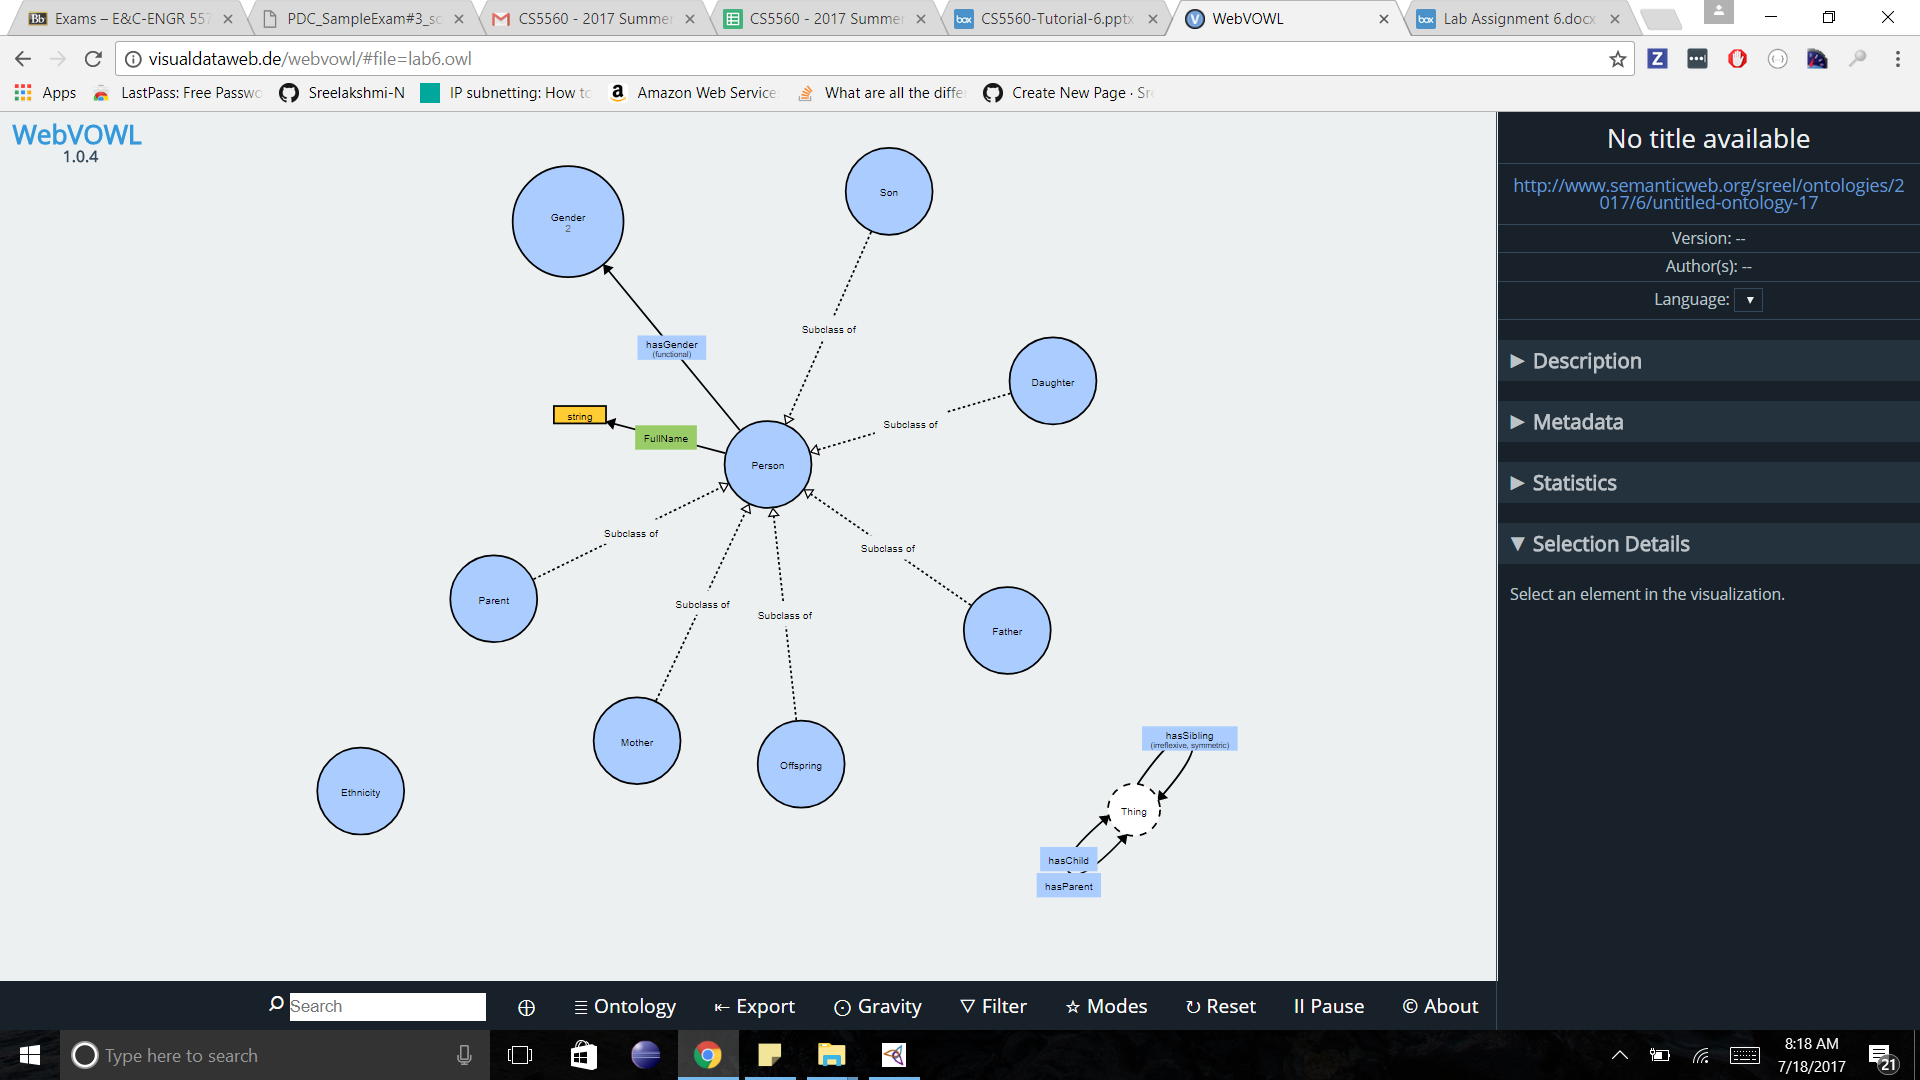 Exams – E&C-ENGR 557
PDC_SampleExam#3_sc
CS5560 - 2017 Summer
CS5560 - 2017 Summer
CS5560-Tutorial-6.pptx
WebVOWL
Lab Assignment 6.docx
visualdataweb.de/webvowl/#file=lab6.owl
Apps
LastPass: Free Passwo
Sreelakshmi-N
IP subnetting: How to
Amazon Web Service
What are all the diffe
Create New Page · Sr
WebVOWL
1.0.4
Gender
2
Son
hasGender
(functional)
Subclass of
Daughter
string
FullName
Subclass of
Person
Subclass of
Subclass of
Parent
Subclass of
Subclass of
Father
Mother
Offspring
Ethnicity
hasSibling
(irreflexive, symmetric)
Thing
hasChild
hasParent
No title available
http://www.semanticweb.org/sreel/ontologies/2
017/6/untitled-ontology-17
Version: --
Author(s): --
Language:
Description
Metadata
Statistics
Selection Details
Select an element in the visualization.
Search
Ontology
Export
Gravity
Filter
Modes
Reset
Pause
© About
Type here to search
8:18 AM
7/18/2017
21